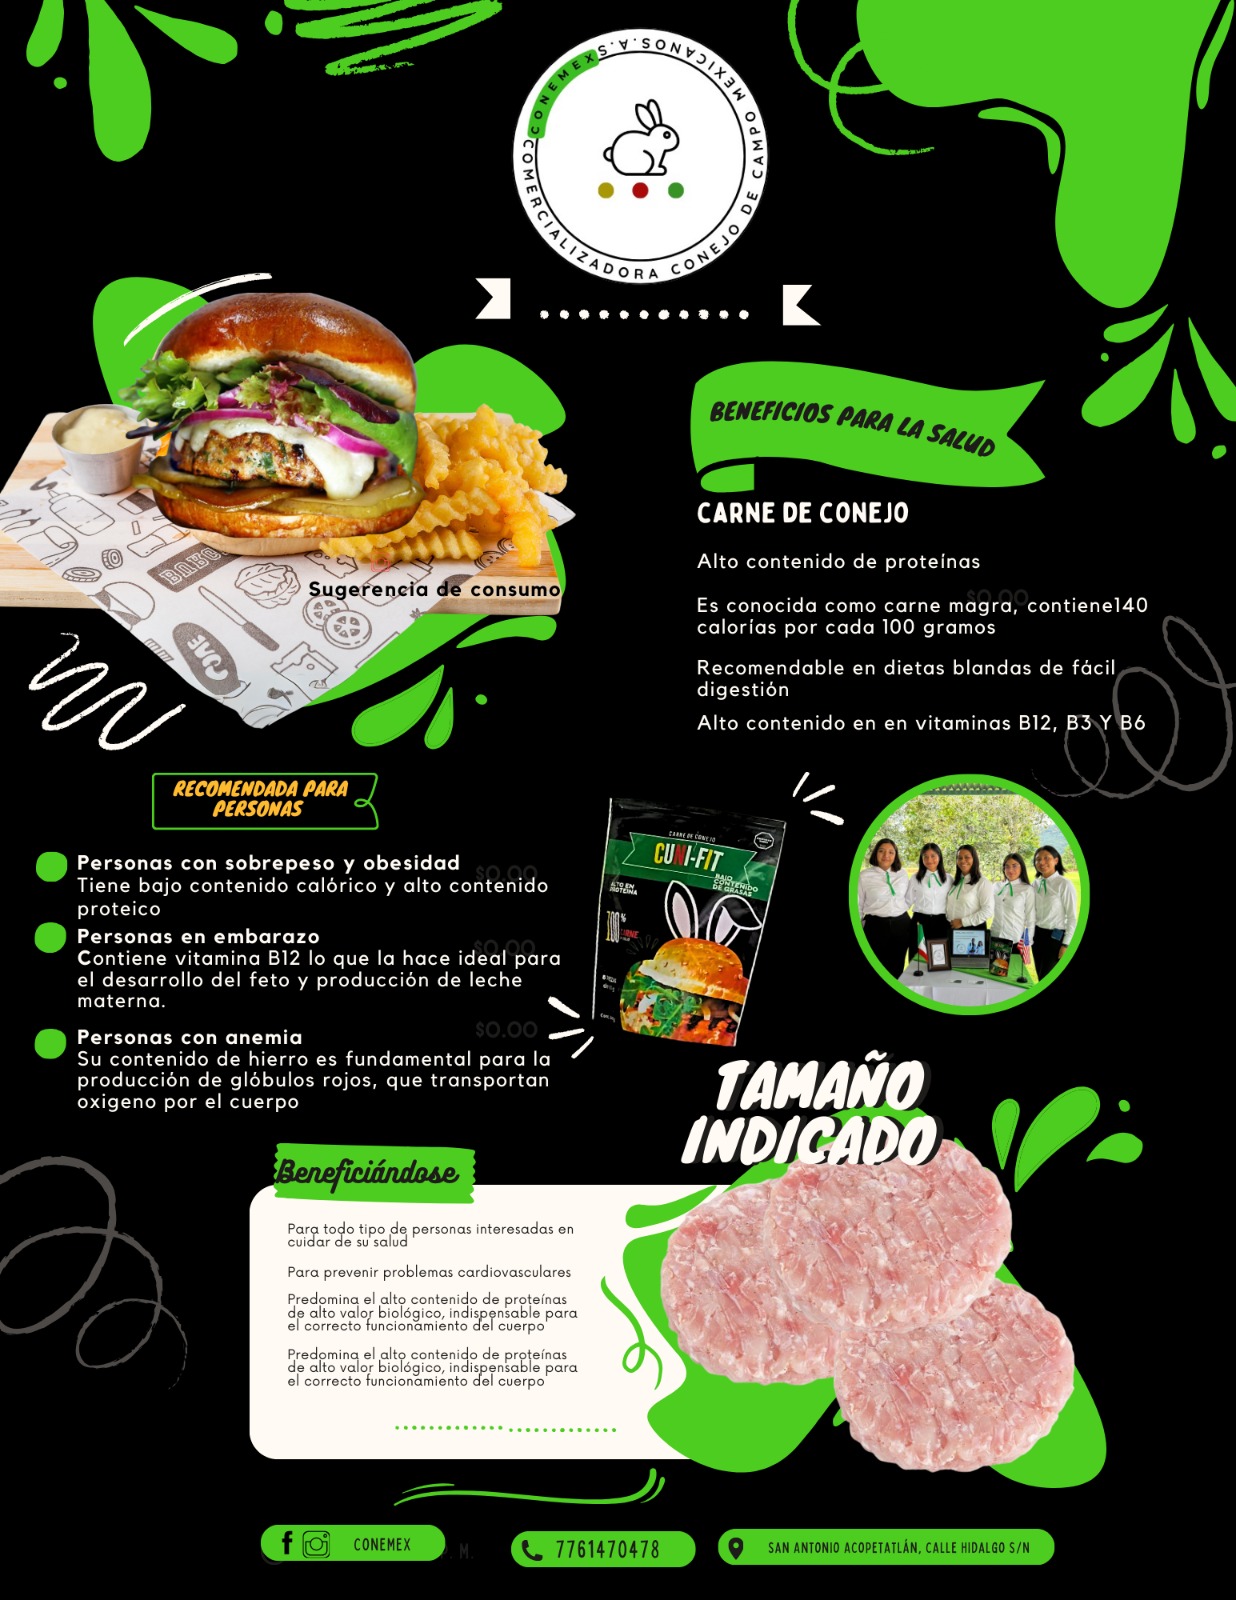 CONEMEX
COMERCIALIZADORA CONEJO DE CAMPO MEXICANOS.A.S
BENEFICIOS PARA LA SALUD
CARNE DE CONEJO
Alto contenido de proteínas
$0.00
Es conocida como carne magra, contiene140
calorías por cada 100 gramos
Recomendable en dietas blandas de fácil
digestión
Alto contenido en en vitaminas B12, B3 Y B6
Sugerencia de consumo
RECOMENDADA PARA
PERSONAS
Personas con sobrepeso y obesidad
$0.00
Tiene bajo contenido calórico y alto contenido
proteico
Personas en embarazo
$0.00
Contiene vitamina B12 lo que la hace ideal para
el desarrollo del feto y producción de leche
materna.
Personas con anemia
$0.00
Su contenido de hierro es fundamental para la
producción de glóbulos rojos, que transportan
oxigeno por el cuerpo
CARNE DE CONEJO
CUNI-FIT
BAJO
CONTENIDO
DE GRASAS
ALTO EN
PROTEINA
100%
CARNE
TAMAÑO
INDICADO
Beneficiándose
Para todo tipo de personas interesadas en
cuidar de su salud
Para prevenir problemas cardiovasculares
Predomina el alto contenido de proteínas
de alto valor biológico, indispensable para
el correcto funcionamiento del cuerpo
Predomina el alto contenido de proteínas
de alto valor biológico, indispensable para
el correcto funcionamiento del cuerpo
CONEMEX
. M.
7761470478
SAN ANTONIO ACOPETATLÁN, CALLE HIDALGO S/N